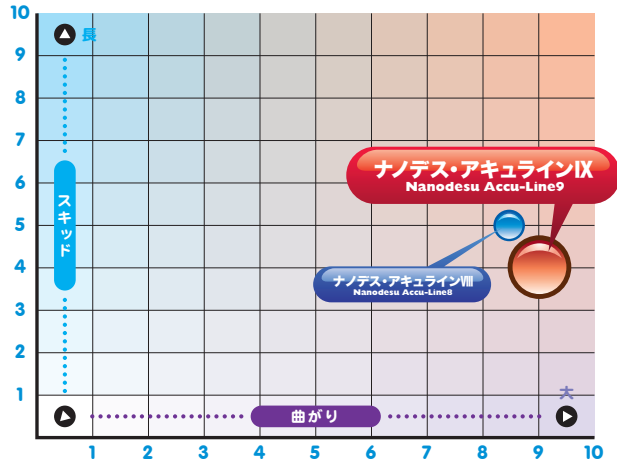 10
長
9
8
7
ナノデス・アキュラインIX
Nanodesu Accu-Line9
6
スキッド
5
4
ナノデス・アキュラインVIII
Nanodesu Accu-Line8
3
2
1
大
曲がり
1 2 3 4 5 6 7 8 9 10